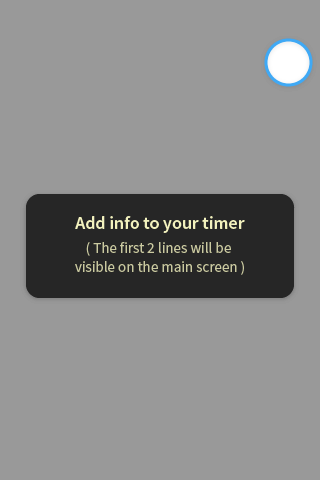 Add info to your timer
( The first 2 lines will be
visible on the main screen )